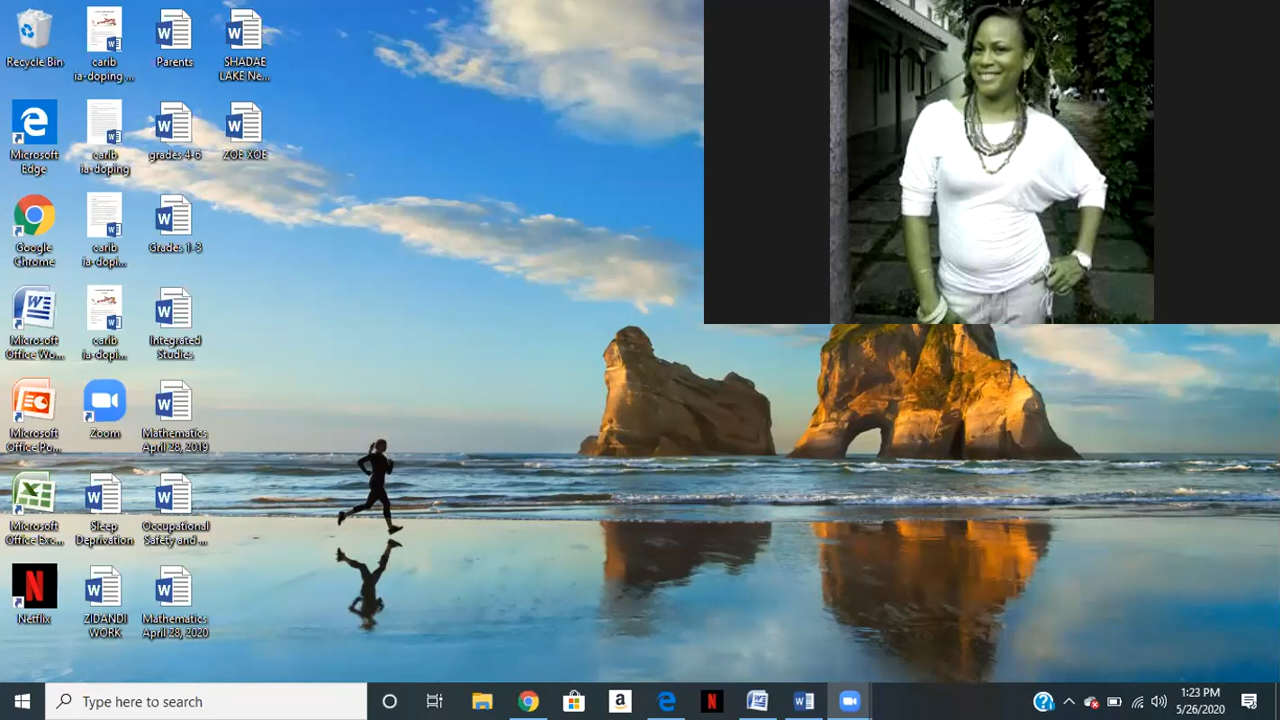 Recycle Bin
carib
ia-doping ...
Parents
SHADAE
LAKE Ne...
Microsoft
Edge
carib
ia-doping
grades 4-6
ZOE XOE
Google
Chrome
carib
ia-dopi...
Grades 1-3
Microsoft
Office Wo...
carib
ia-dopi...
Integrated
Studies
Microsoft
Office Po...
Zoom
Mathematics
April 28, 2019
Microsoft
Office Exc...
Sleep
Deprivation
Occupational
Safety and ...
Netflix
ZIDANDI
WORK
Mathematics
April 28, 2020
Type here to search
1:23 PM
5/26/2020